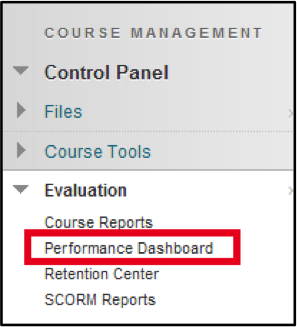 COURSE MANAGEMENT
Control Panel
Files
Course Tools
Evaluation
Course Reports
Performance Dashboard
Retention Center
SCORM Reports